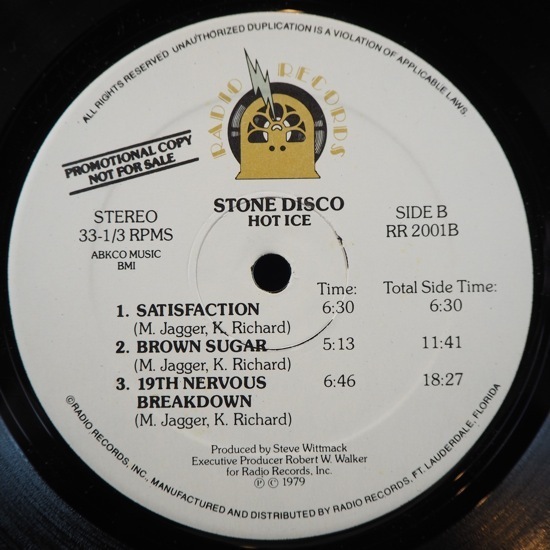 ALL RIGHTS RESERVED UNAUTHORIZED DUPLICATION IS A VIOLATION OF APPLICABLE LAWS.
RADIO RECORDS
PROMOTIONAL COPY
NOT FOR SALE
STONE DISCO
HOT ICE
STEREO
33-1/3 RPMS
ABKCO MUSIC
BMI
SIDE B
RR 2001B
Time: Total Side Time:
1. SATISFACTION 6:30 6:30
(M. Jagger, K. Richard)
2. BROWN SUGAR 5:13 11:41
(M. Jagger, K. Richard)
3. 19TH NERVOUS 6:46 18:27
BREAKDOWN
(M. Jagger, K. Richard)
Produced by Steve Wittmack
Executive Producer Robert W. Walker
for Radio Records, Inc.
℗ © 1979
©RADIO RECORDS, INC., MANUFACTURED AND DISTRIBUTED BY RADIO RECORDS, FT. LAUDERDALE, FLORIDA